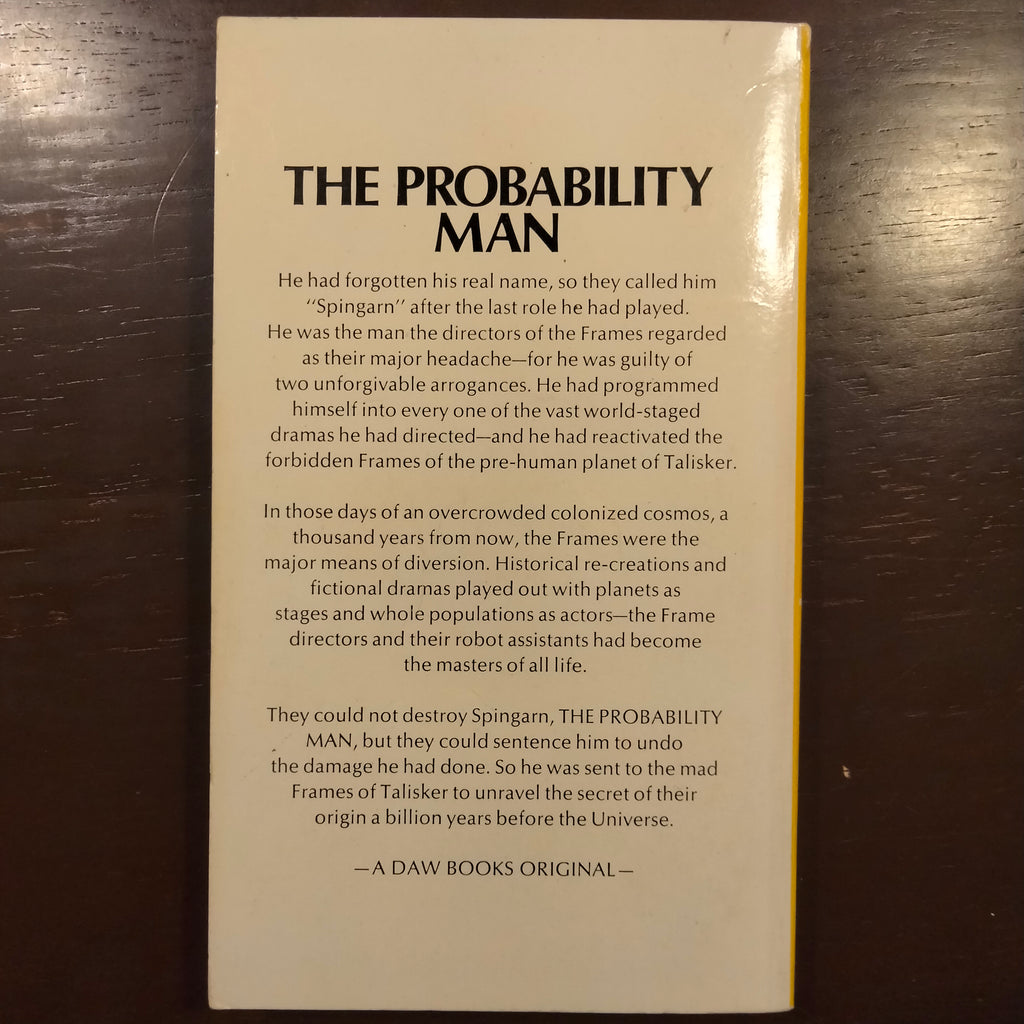 THE PROBABILITY
MAN
He had forgotten his real name, so they called him
"Spingarn" after the last role he had played.
He was the man the directors of the Frames regarded
as their major headache—for he was guilty of
two unforgivable arrogances. He had programmed
himself into every one of the vast world-staged
dramas he had directed—and he had reactivated the
forbidden Frames of the pre-human planet of Talisker.
In those days of an overcrowded colonized cosmos, a
thousand years from now, the Frames were the
major means of diversion. Historical re-creations and
fictional dramas played out with planets as
stages and whole populations as actors—the Frame
directors and their robot assistants had become
the masters of all life.
They could not destroy Spingarn, THE PROBABILITY
MAN, but they could sentence him to undo
the damage he had done. So he was sent to the mad
Frames of Talisker to unravel the secret of their
origin a billion years before the Universe.
—A DAW BOOKS ORIGINAL—